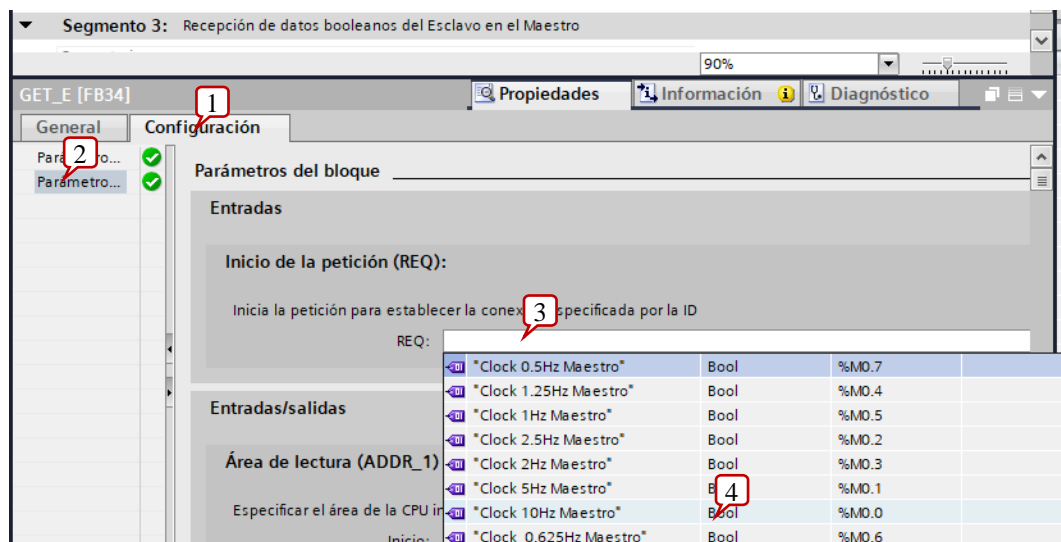 Segmento 3: Recepción de datos booleanos del Esclavo en el Maestro
90%
GET_E [FB34]
1
Propiedades
Información
Diagnóstico
General
Configuración
2
Parámetro...
Parámetros del bloque
Entradas
Inicio de la petición (REQ):
Inicia la petición para establecer la especificada por la ID
3
REQ:
"Clock 0.5Hz Maestro" Bool %M0.7
"Clock 1.25Hz Maestro" Bool %M0.4
Entradas/salidas
"Clock 1Hz Maestro" Bool %M0.5
"Clock 2.5Hz Maestro" Bool %M0.2
Área de lectura (ADDR_1)
"Clock 2Hz Maestro" Bool %M0.3
"Clock 5Hz Maestro" %M0.1
4
Especificar el área de la CPU
"Clock 10Hz Maestro" Bool %M0.0
Inicio:
"Clock 0.625Hz Maestro" Bool %M0.6